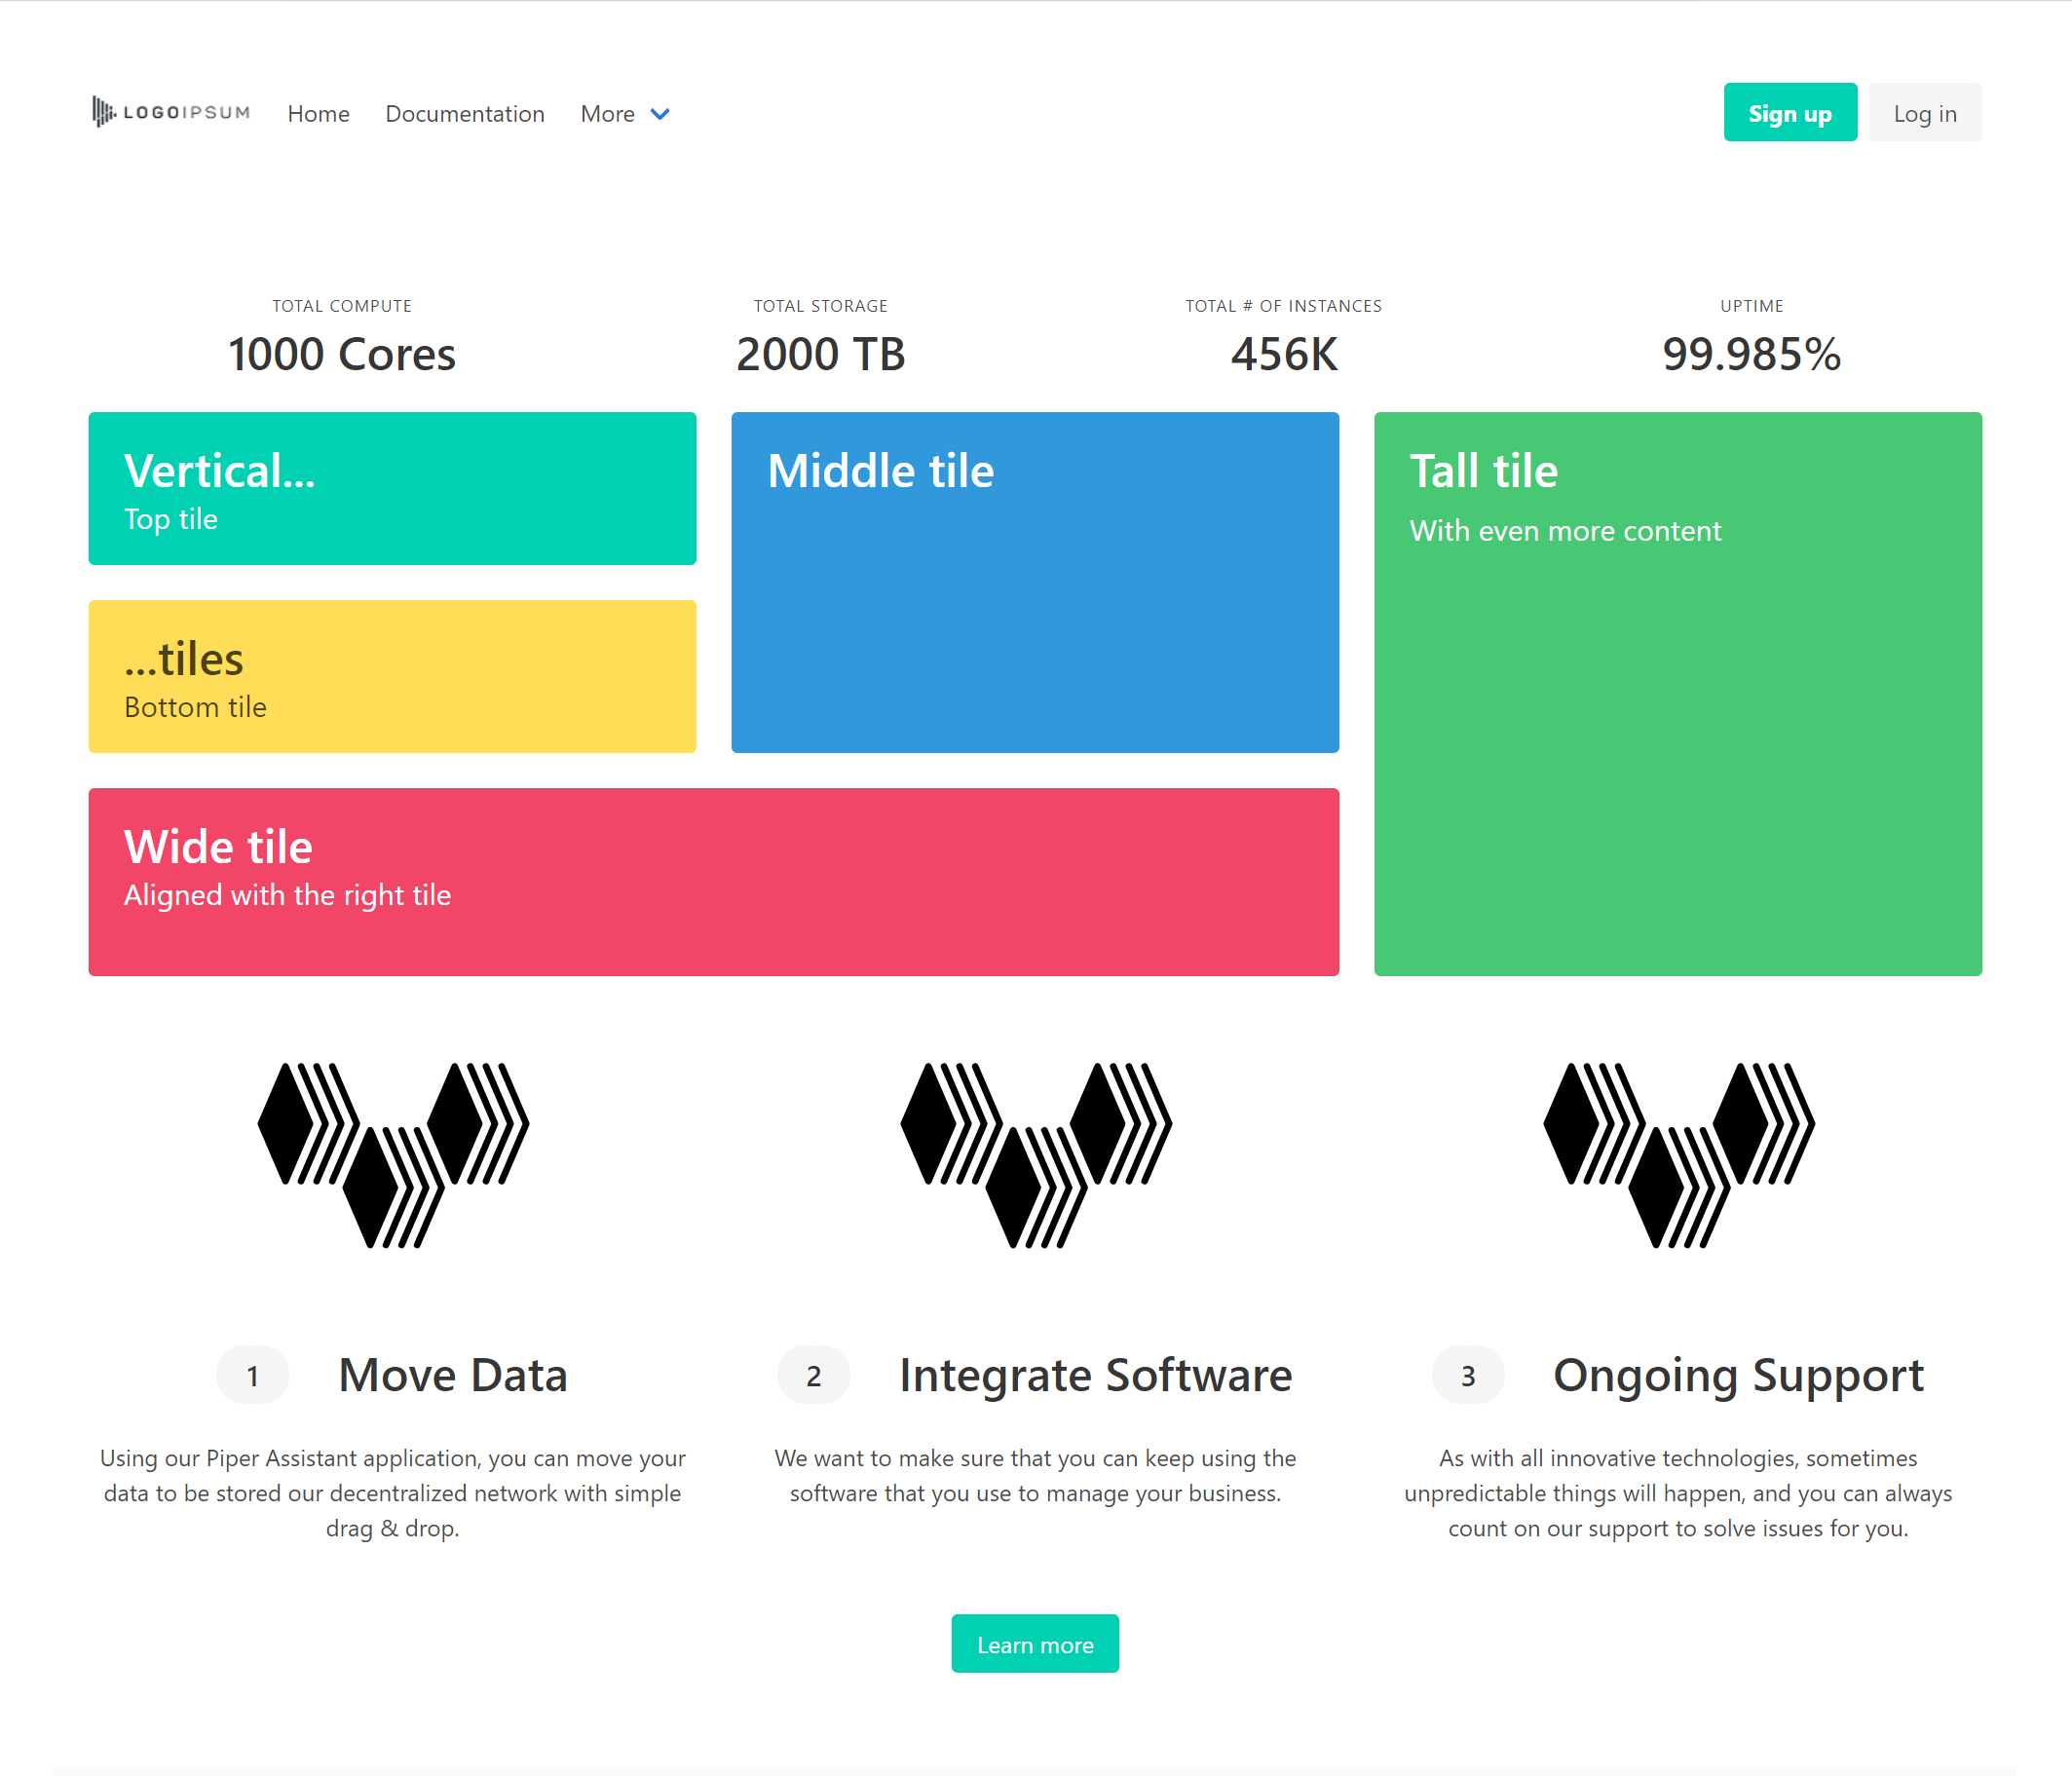 LOGOIPSUM
Home
Documentation
More
Sign up
Log in
TOTAL COMPUTE
1000 Cores
TOTAL STORAGE
2000 TB
TOTAL # OF INSTANCES
456K
UPTIME
99.985%
Vertical...
Top tile
...tiles
Bottom tile
Middle tile
Tall tile
With even more content
Wide tile
Aligned with the right tile
1
Move Data
Using our Piper Assistant application, you can move your
data to be stored our decentralized network with simple
drag & drop.
2
Integrate Software
We want to make sure that you can keep using the
software that you use to manage your business.
3
Ongoing Support
As with all innovative technologies, sometimes
unpredictable things will happen, and you can always
count on our support to solve issues for you.
Learn more